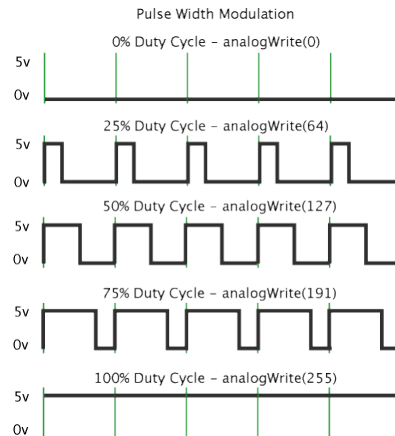 Pulse Width Modulation
0% Duty Cycle – analogWrite(0)
5v
0v
25% Duty Cycle – analogWrite(64)
5v
0v
50% Duty Cycle – analogWrite(127)
5v
0v
75% Duty Cycle – analogWrite(191)
5v
0v
100% Duty Cycle – analogWrite(255)
5v
0v